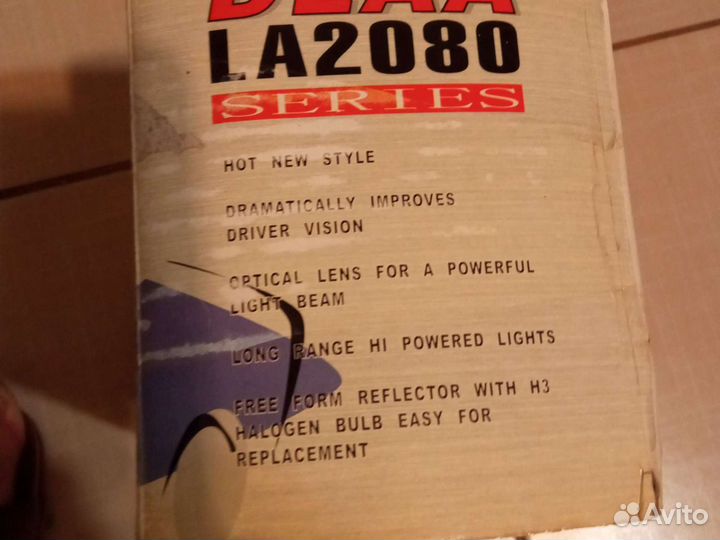 DLAA
LA2080
SERIES
HOT NEW STYLE
DRAMATICALLY IMPROVES
DRIVER VISION
OPTICAL LENS FOR A POWERFUL
LIGHT BEAM
LONG RANGE HI POWERED LIGHTS
FREE FORM REFLECTOR WITH H3
HALOGEN BULB EASY FOR
REPLACEMENT
Avito